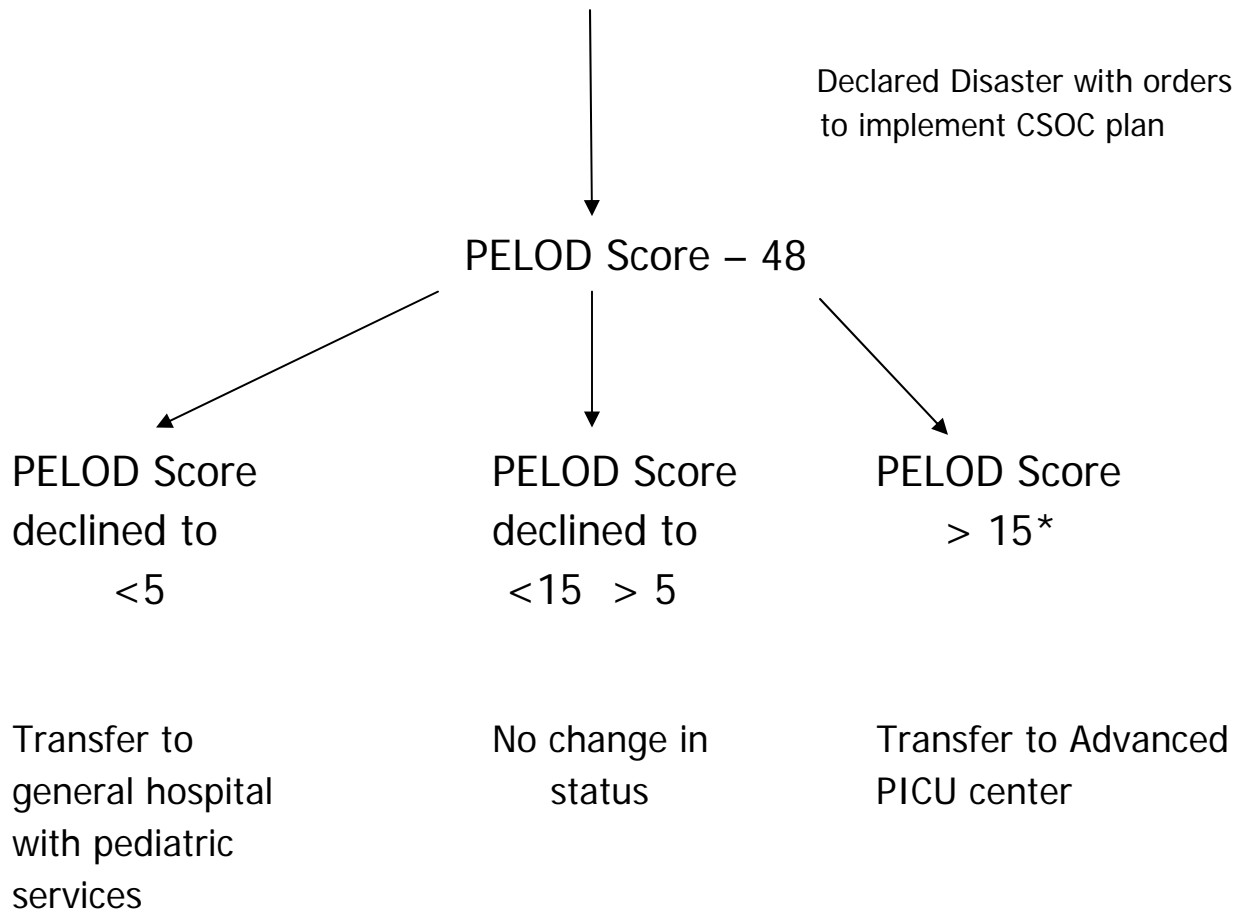 Declared Disaster with orders
to implement CSOC plan
PELOD Score – 48
PELOD Score
declined to
<5
PELOD Score
declined to
<15 > 5
PELOD Score
> 15*
Transfer to
general hospital
with pediatric
services
No change in
status
Transfer to Advanced
PICU center